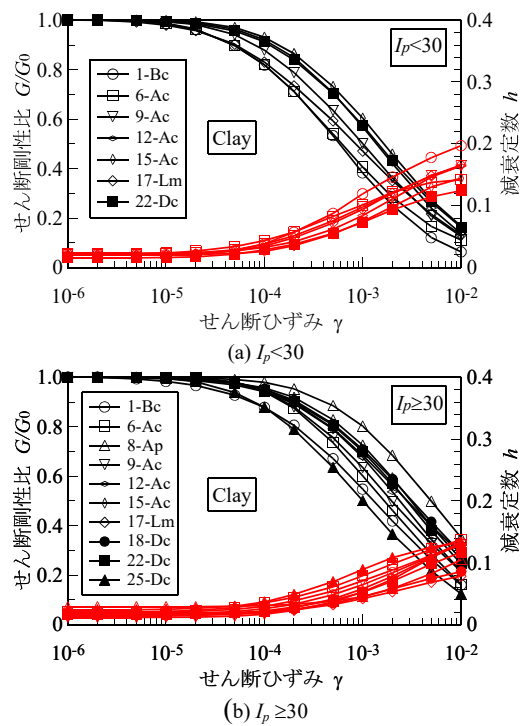 1.0
0.8
0.6
0.4
0.2
0
せん断剛性比 G/G0
Ip<30
Clay
1-Bc
6-Ac
9-Ac
12-Ac
15-Ac
17-Lm
22-Dc
0.4
0.3
0.2
0.1
0
減衰定数 h
10-6 10-5 10-4 10-3 10-2
せん断ひずみ γ
(a) Ip<30
1.0
0.8
0.6
0.4
0.2
0
せん断剛性比 G/G0
Ip≥30
Clay
1-Bc
6-Ac
8-Ap
9-Ac
12-Ac
15-Ac
17-Lm
18-Dc
22-Dc
25-Dc
0.4
0.3
0.2
0.1
0
減衰定数 h
10-6 10-5 10-4 10-3 10-2
せん断ひずみ γ
(b) Ip ≥30